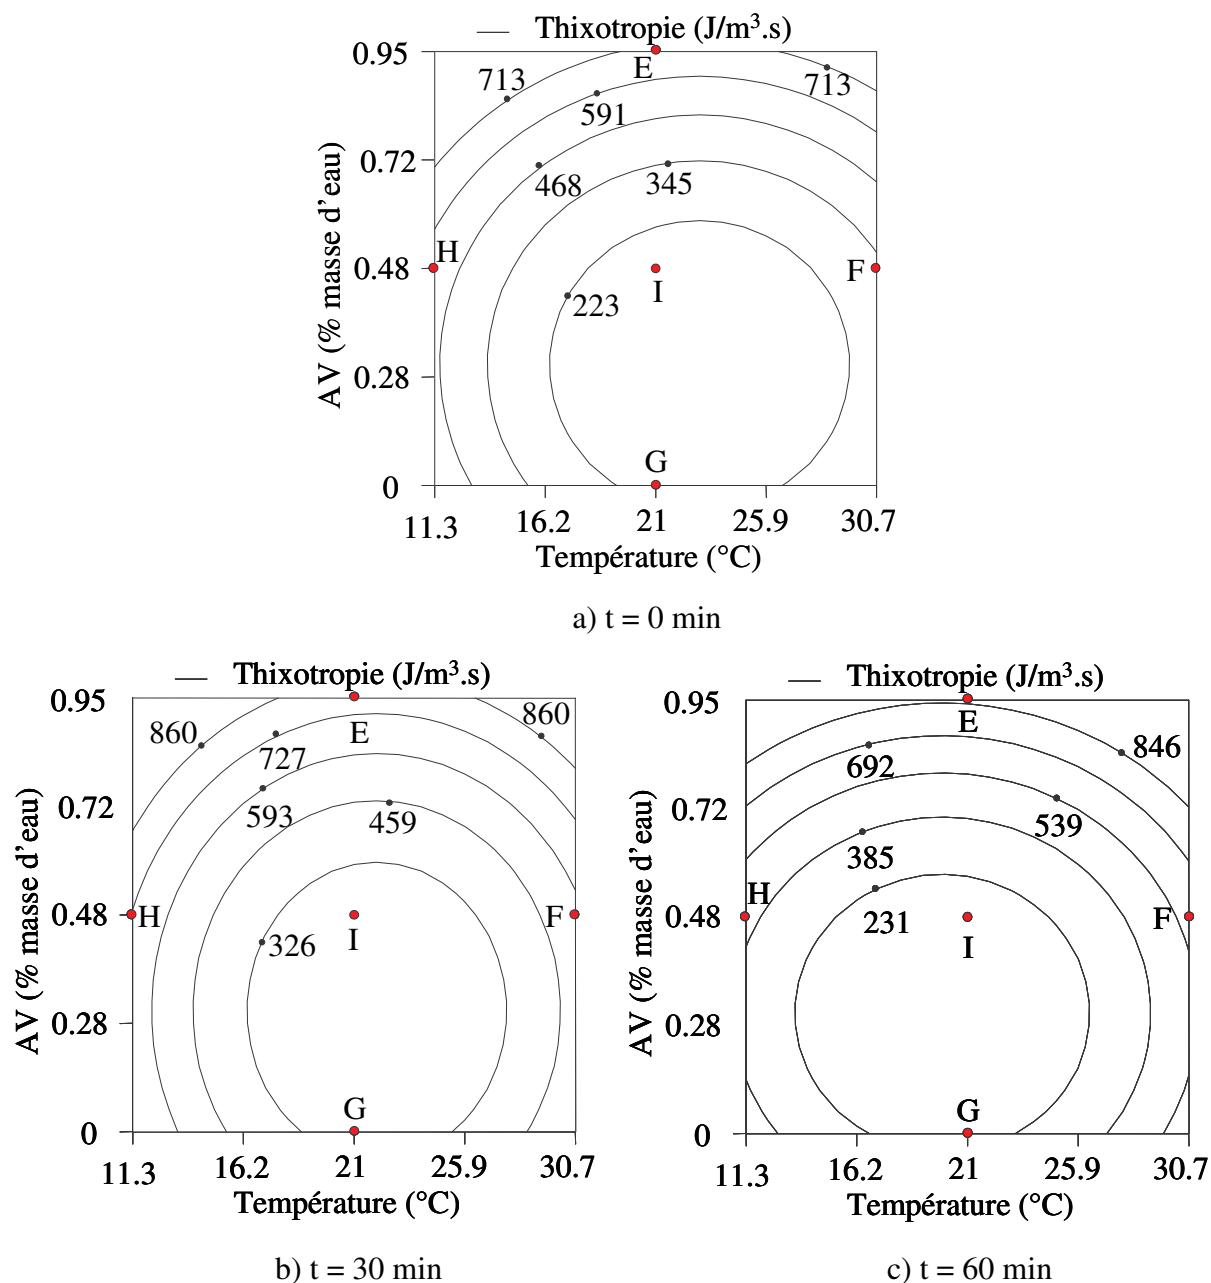 Thixotropie (J/m³.s)
0.95
E
713
713
591
0.72
468
345
H
0.48
F
I
223
0.28
G
0
11.3 16.2 21 25.9 30.7
AV (% masse d'eau)
Température (°C)
a) t = 0 min
Thixotropie (J/m³.s)
0.95
860
860
E
727
0.72
593
459
0.48
H
F
I
326
0.28
G
0
11.3 16.2 21 25.9 30.7
AV (% masse d'eau)
Température (°C)
b) t = 30 min
Thixotropie (J/m³.s)
0.95
E
846
692
0.72
539
385
H
0.48
F
231
I
0.28
G
0
11.3 16.2 21 25.9 30.7
AV (% masse d'eau)
Température (°C)
c) t = 60 min